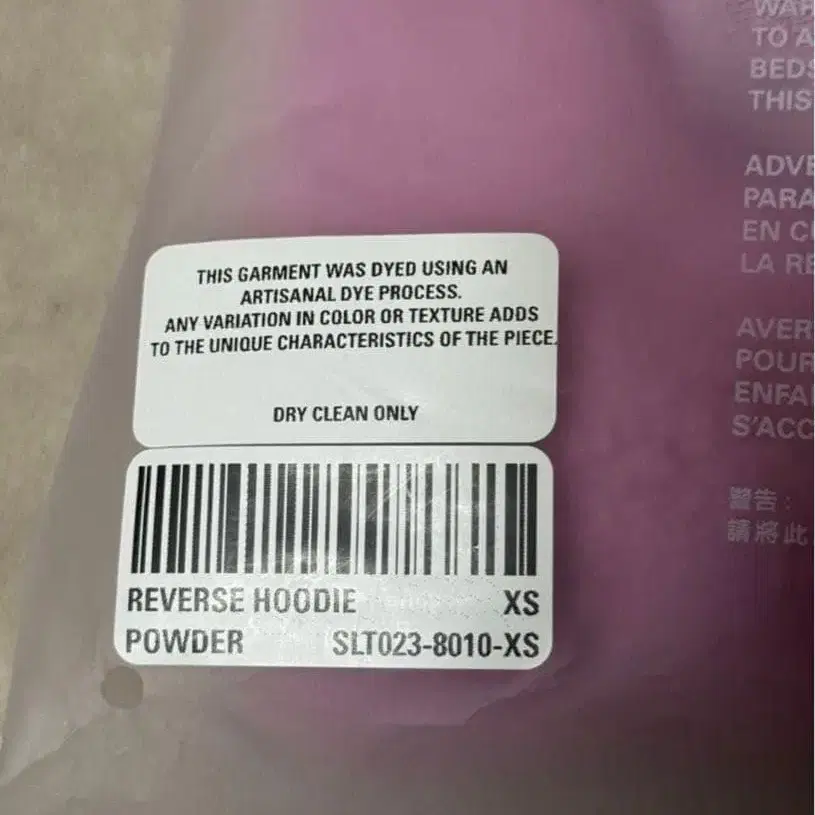 THIS GARMENT WAS DYED USING AN
ARTISANAL DYE PROCESS.
ANY VARIATION IN COLOR OR TEXTURE ADDS
TO THE UNIQUE CHARACTERISTICS OF THE PIECE.
DRY CLEAN ONLY
REVERSE HOODIE XS
POWDER SLT023-8010-XS
TO A
BEDS
THIS
ADVE
PARA
EN C
LA RE
AVER
POUR
ENFA
S'ACC
警告:
請將此